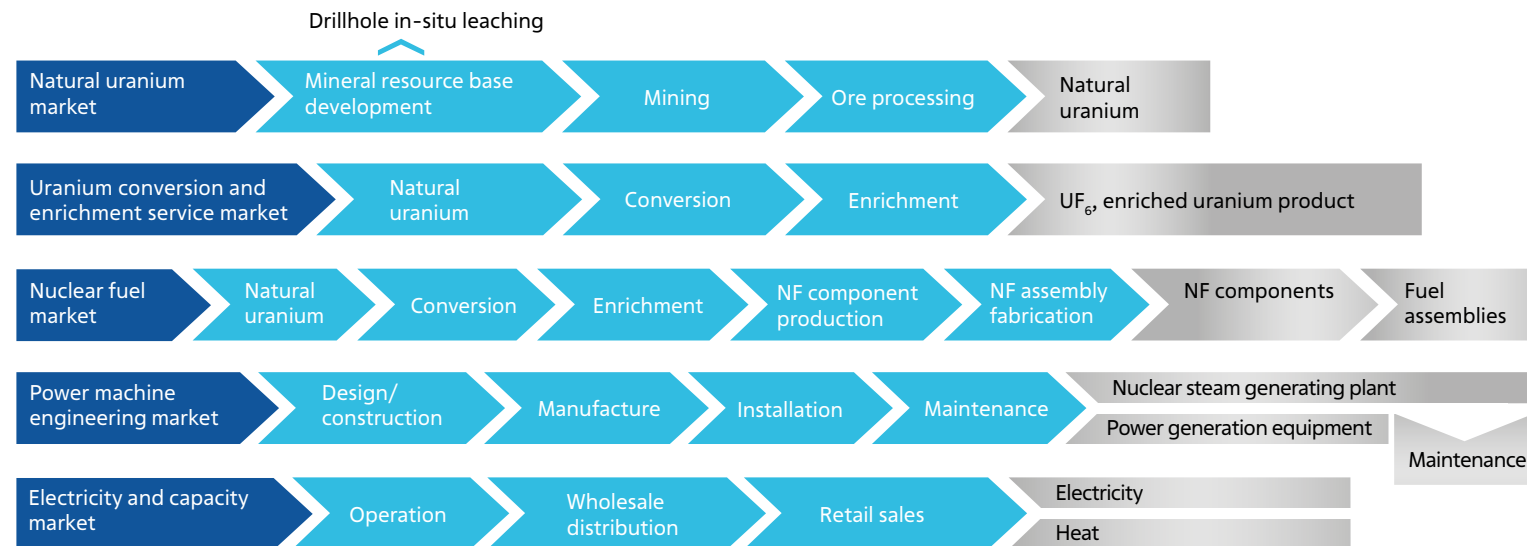 Drillhole in-situ leaching
Natural uranium
market
Mineral resource base
development
Mining
Ore processing
Natural
uranium
Uranium conversion and
enrichment service market
Natural
uranium
Conversion
Enrichment
UF₆, enriched uranium product
Nuclear fuel
market
Natural
uranium
Conversion
Enrichment
NF component
production
NF assembly
fabrication
NF components
Fuel
assemblies
Power machine
engineering market
Design/
construction
Manufacture
Installation
Maintenance
Nuclear steam generating plant
Power generation equipment
Maintenance
Electricity and capacity
market
Operation
Wholesale
distribution
Retail sales
Electricity
Heat